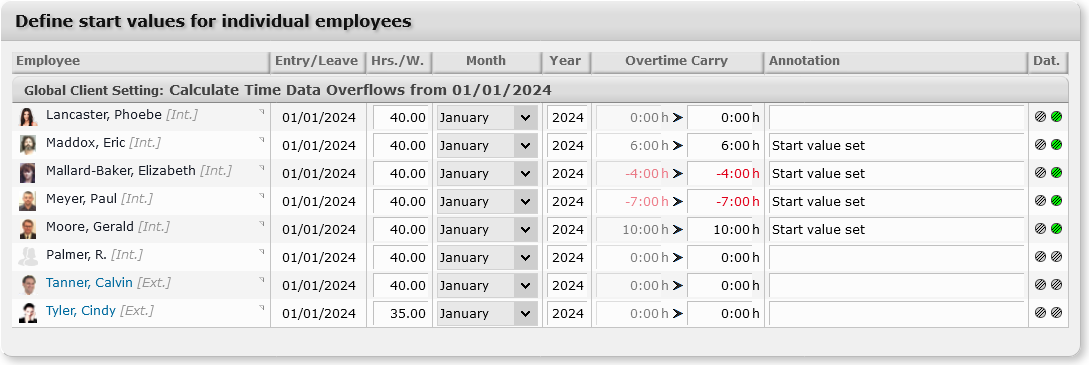 Define start values for individual employees
Employee Entry/Leave Hrs./W. Month Year Overtime Carry Annotation Dat.
Global Client Setting: Calculate Time Data Overflows from 01/01/2024
Lancaster, Phoebe [Int.] 01/01/2024 40.00 January 2024 0:00 h ➤ 0:00 h
Maddox, Eric [Int.] 01/01/2024 40.00 January 2024 6:00 h ➤ 6:00 h Start value set
Mallard-Baker, Elizabeth [Int.] 01/01/2024 40.00 January 2024 -4:00 h ➤ -4:00 h Start value set
Meyer, Paul [Int.] 01/01/2024 40.00 January 2024 -7:00 h ➤ -7:00 h Start value set
Moore, Gerald [Int.] 01/01/2024 40.00 January 2024 10:00 h ➤ 10:00 h Start value set
Palmer, R. [Int.] 01/01/2024 40.00 January 2024 0:00 h ➤ 0:00 h
Tanner, Calvin [Ext.] 01/01/2024 40.00 January 2024 0:00 h ➤ 0:00 h
Tyler, Cindy [Ext.] 01/01/2024 35.00 January 2024 0:00 h ➤ 0:00 h